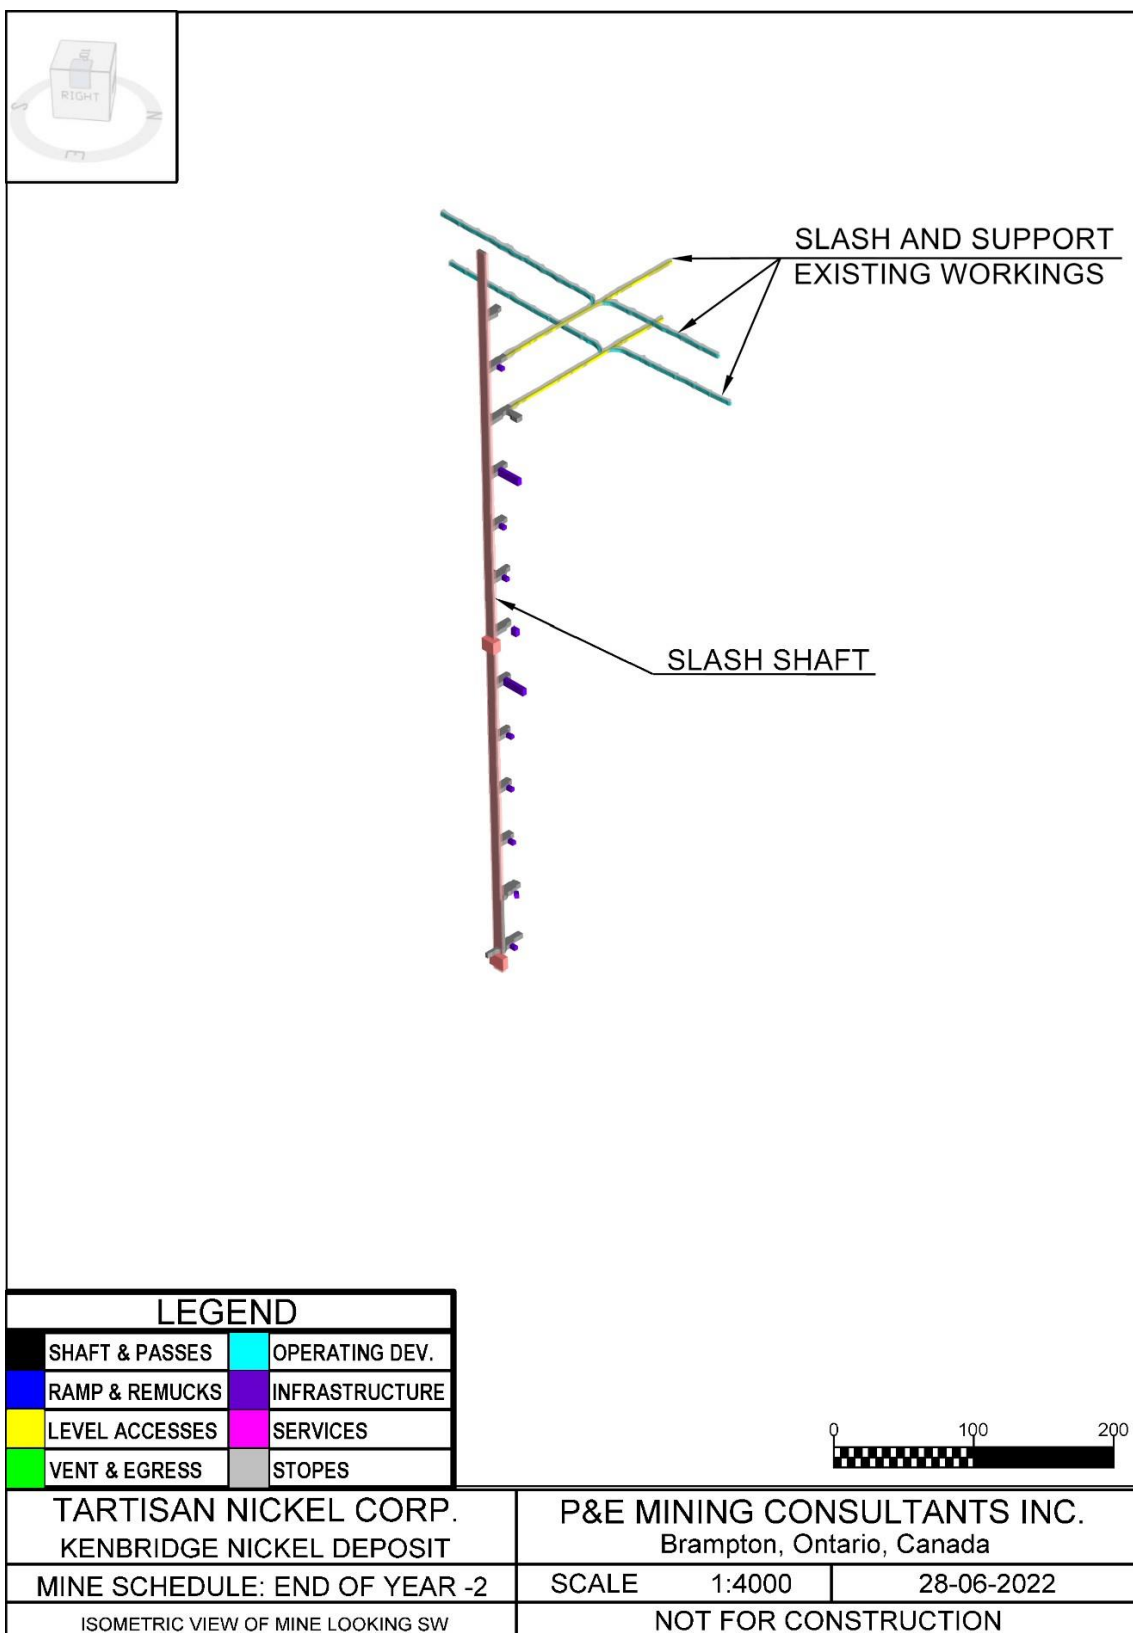 TOP
RIGHT
S
N
E
SLASH AND SUPPORT
EXISTING WORKINGS
SLASH SHAFT
LEGEND
SHAFT & PASSES
OPERATING DEV.
RAMP & REMUCKS
INFRASTRUCTURE
LEVEL ACCESSES
SERVICES
VENT & EGRESS
STOPES
0 100 200
TARTISAN NICKEL CORP.
KENBRIDGE NICKEL DEPOSIT
P&E MINING CONSULTANTS INC.
Brampton, Ontario, Canada
MINE SCHEDULE: END OF YEAR -2
SCALE 1:4000
28-06-2022
ISOMETRIC VIEW OF MINE LOOKING SW
NOT FOR CONSTRUCTION